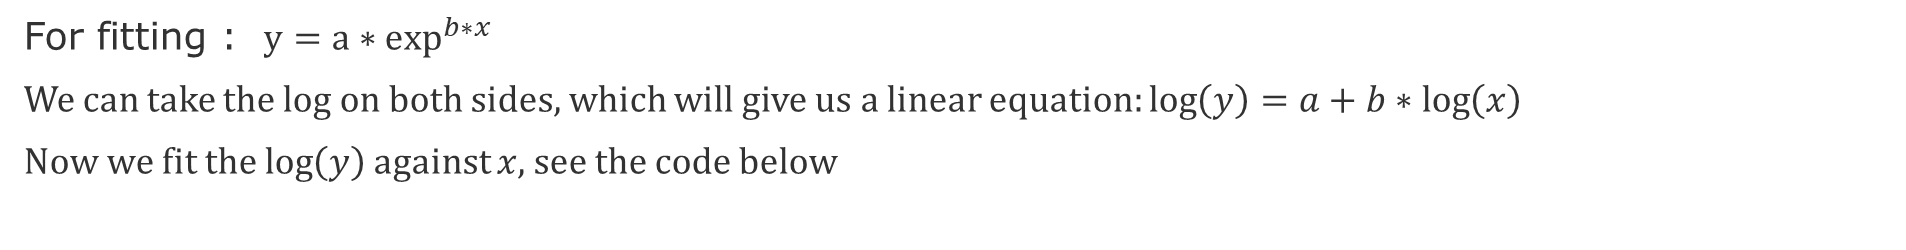 For fitting : y = a ∗ exp^{b∗x}
We can take the log on both sides, which will give us a linear equation: log(y) = a + b ∗ log(x)
Now we fit the log(y) against x, see the code below